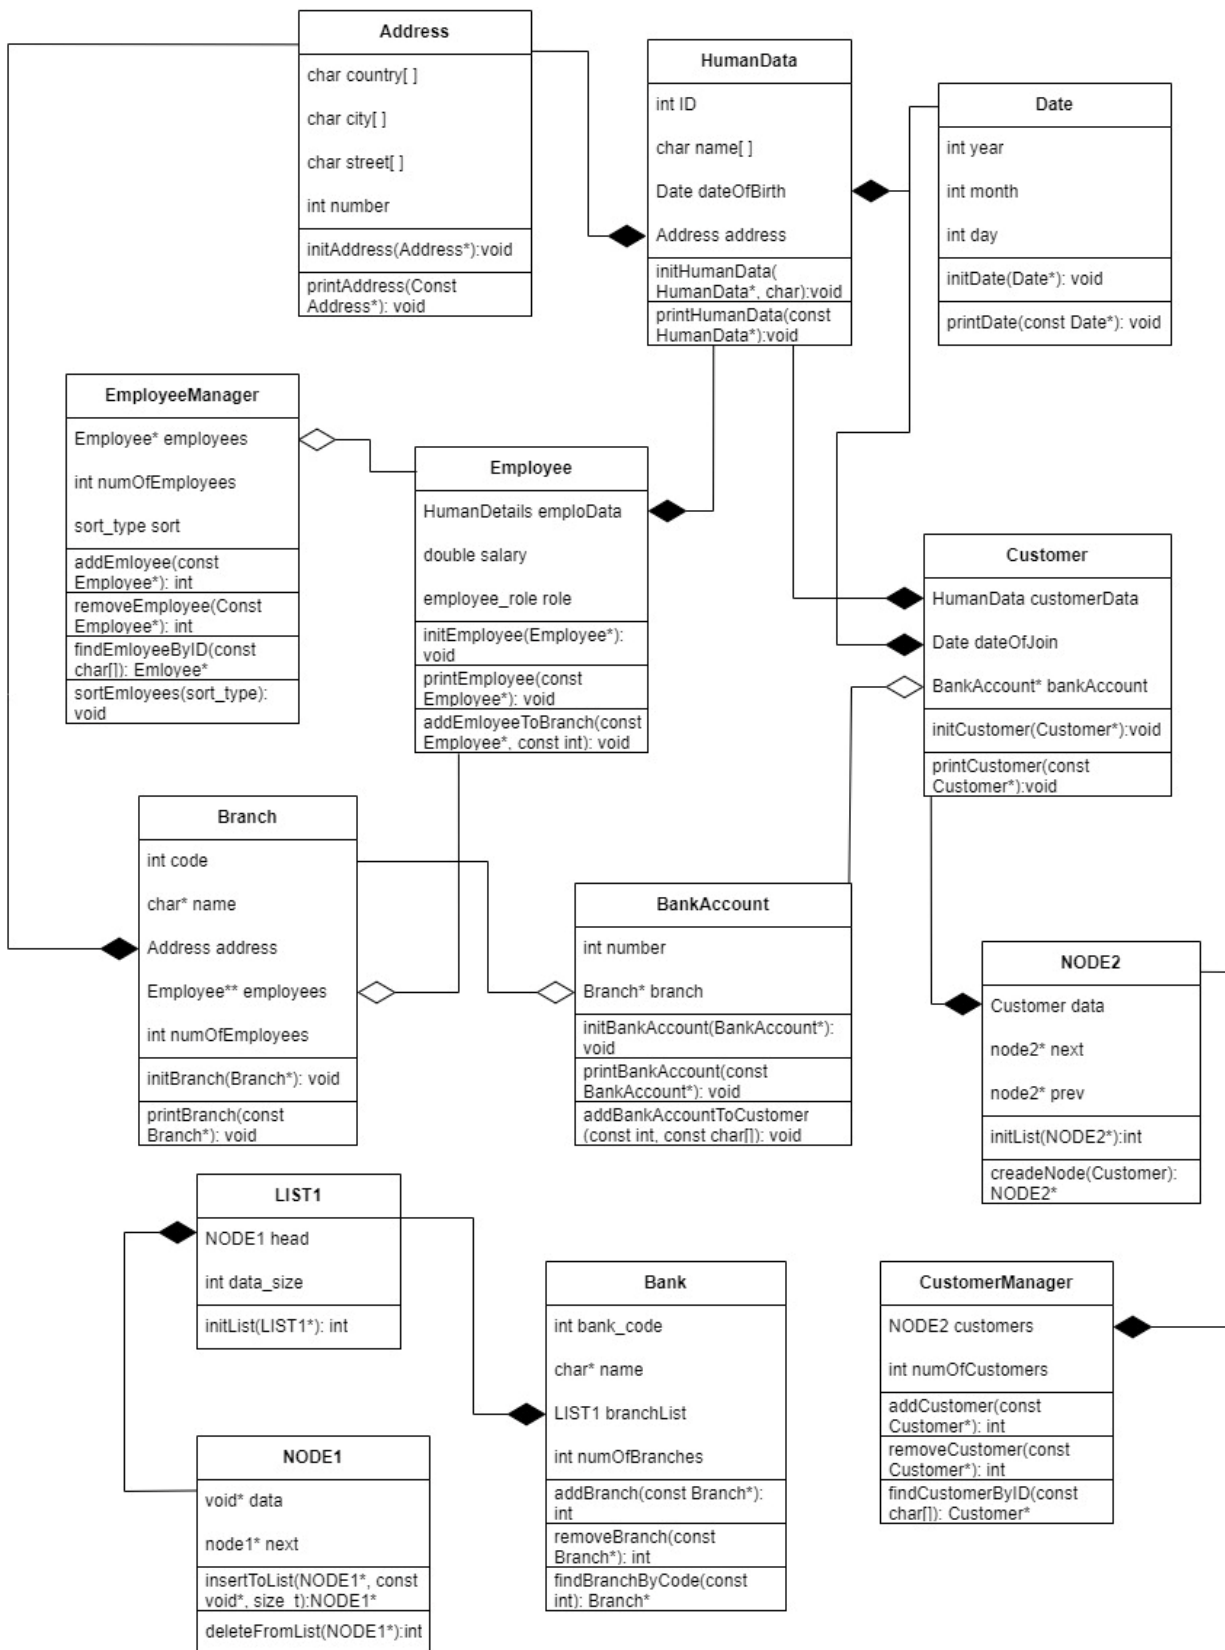 Address
char country[ ]
char city[ ]
char street[ ]
int number
initAddress(Address*):void
printAddress(Const
Address*): void
HumanData
int ID
char name[ ]
Date dateOfBirth
Address address
initHumanData(
HumanData*, char):void
printHumanData(const
HumanData*):void
Date
int year
int month
int day
initDate(Date*): void
printDate(const Date*): void
EmployeeManager
Employee* employees
int numOfEmployees
sort_type sort
addEmloyee(const
Employee*): int
removeEmployee(Const
Employee*): int
findEmloyeeByID(const
char[]): Emloyee*
sortEmloyees(sort_type):
void
Employee
HumanDetails emploData
double salary
employee_role role
initEmployee(Employee*):
void
printEmployee(const
Employee*): void
addEmloyeeToBranch(const
Employee*, const int): void
Customer
HumanData customerData
Date dateOfJoin
BankAccount* bankAccount
initCustomer(Customer*):void
printCustomer(const
Customer*):void
Branch
int code
char* name
Address address
Employee** employees
int numOfEmployees
initBranch(Branch*): void
printBranch(const
Branch*): void
BankAccount
int number
Branch* branch
initBankAccount(BankAccount*):
void
printBankAccount(const
BankAccount*): void
addBankAccountToCustomer
(const int, const char[]): void
NODE2
Customer data
node2* next
node2* prev
initList(NODE2*):int
creadeNode(Customer):
NODE2*
LIST1
NODE1 head
int data_size
initList(LIST1*): int
Bank
int bank_code
char* name
LIST1 branchList
int numOfBranches
addBranch(const Branch*):
int
removeBranch(const
Branch*): int
findBranchByCode(const
int): Branch*
CustomerManager
NODE2 customers
int numOfCustomers
addCustomer(const
Customer*): int
removeCustomer(const
Customer*): int
findCustomerByID(const
char[]): Customer*
NODE1
void* data
node1* next
insertToList(NODE1*, const
void*, size_t):NODE1*
deleteFromList(NODE1*):int